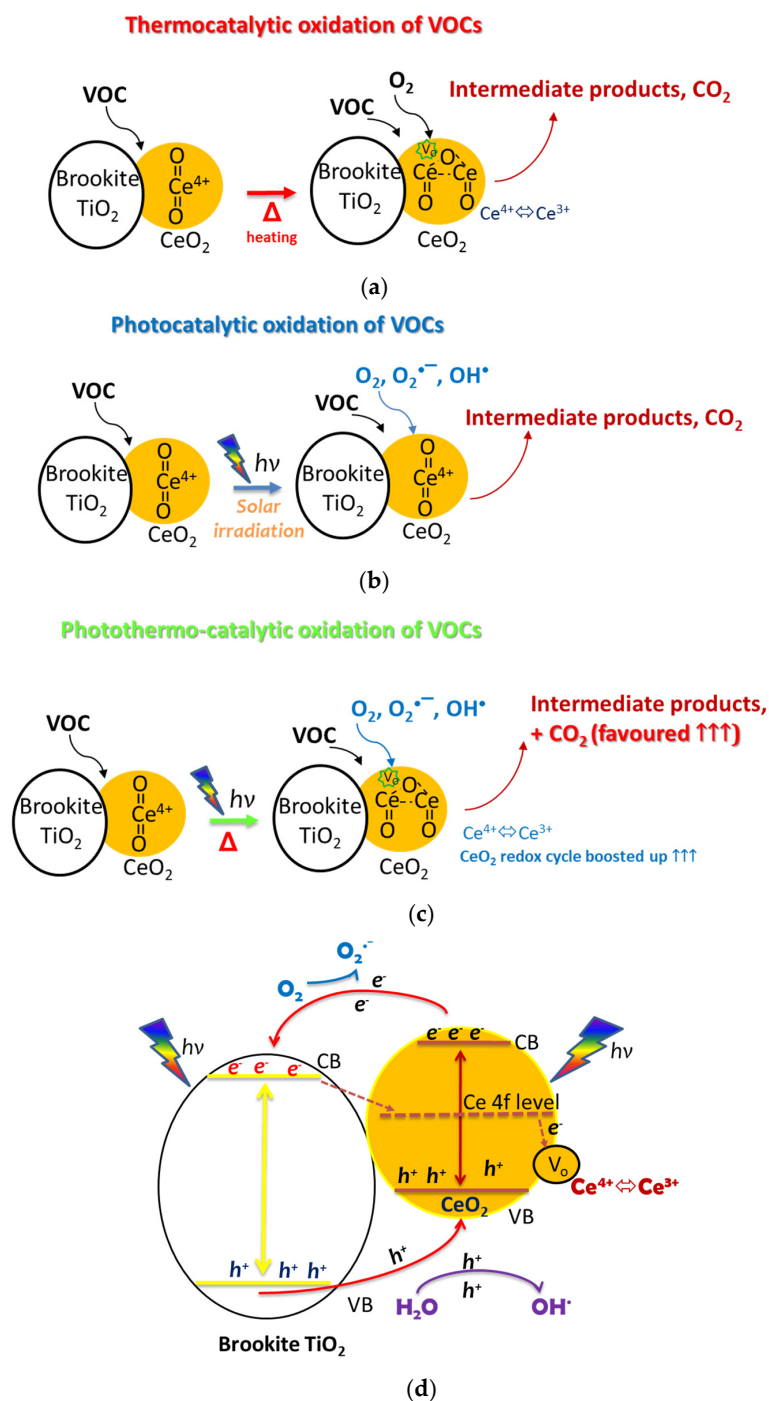 Thermocatalytic oxidation of VOCs
VOC
O
Ce⁴⁺
O
Brookite
TiO₂
CeO₂
Δ
heating
O₂
VOC
Vₒ
O
Ce Ce
O O
Brookite
TiO₂
CeO₂
Ce⁴⁺⇔Ce³⁺
Intermediate products, CO₂
(a)
Photocatalytic oxidation of VOCs
VOC
O
Ce⁴⁺
O
Brookite
TiO₂
CeO₂
hν
Solar
irradiation
O₂, O₂•⁻, OH•
VOC
O
Ce⁴⁺
O
Brookite
TiO₂
CeO₂
Intermediate products, CO₂
(b)
Photothermo-catalytic oxidation of VOCs
VOC
O
Ce⁴⁺
O
Brookite
TiO₂
CeO₂
hν
Δ
O₂, O₂•⁻, OH•
VOC
Vₒ
O
Ce Ce
O O
Brookite
TiO₂
CeO₂
Intermediate products,
+ CO₂ (favoured ↑↑↑)
Ce⁴⁺⇔Ce³⁺
CeO₂ redox cycle boosted up ↑↑↑
(c)
O₂ O₂•⁻
e⁻
e⁻
hν
e⁻ e⁻ e⁻ CB
e⁻ e⁻ e⁻ CB
hν
Ce 4f level
e⁻
Vₒ
Ce⁴⁺⇔Ce³⁺
h⁺ h⁺ h⁺
CeO₂
VB
h⁺ h⁺ h⁺
VB
h⁺
h⁺
h⁺
H₂O OH•
Brookite TiO₂
(d)